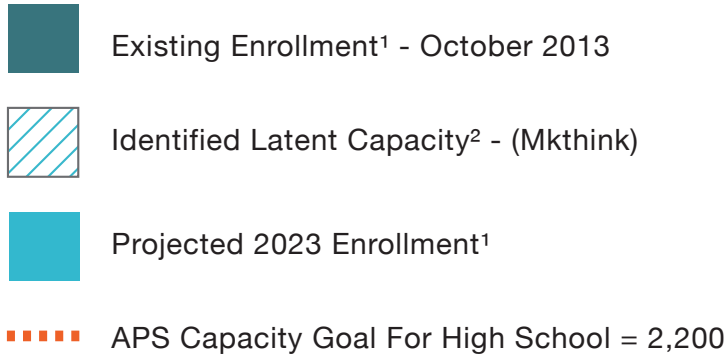 Existing Enrollment¹ - October 2013
Identified Latent Capacity² - (Mkthink)
Projected 2023 Enrollment¹
APS Capacity Goal For High School = 2,200